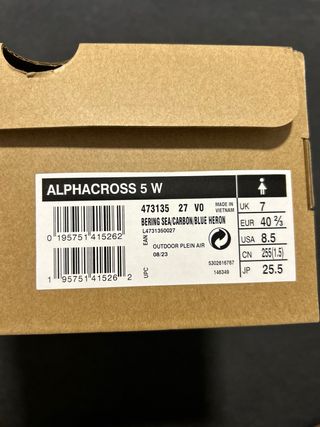 ALPHACROSS 5 W
473135 27 V0
MADE IN
VIETNAM
BERING SEA/CARBON/BLUE HERON
L4731350027
EAN
0 195751 415262
OUTDOOR PLEIN AIR
08/23
UPC
1 95751 41526 2
5302616767
146349
UK 7
EUR 40 ⅔
USA 8.5
CN 255(1.5)
JP 25.5